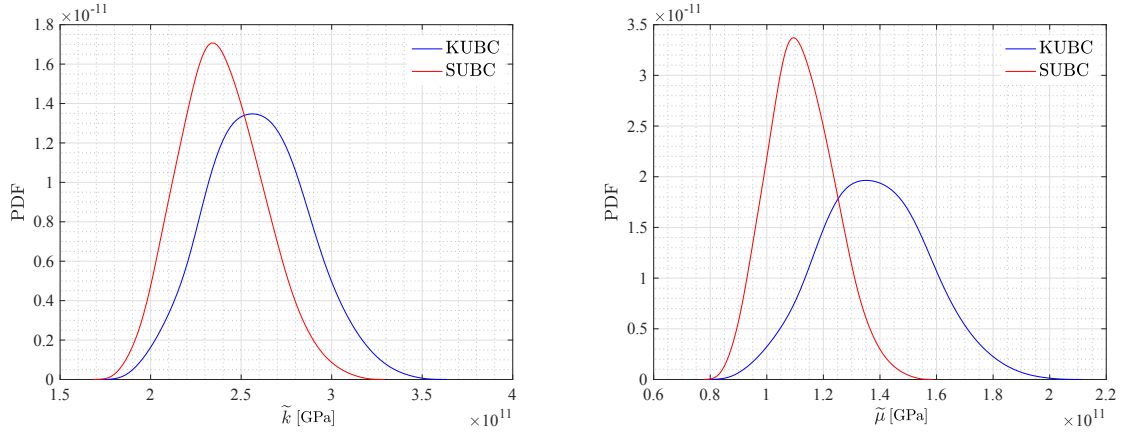 ×10⁻¹¹
1.8
1.6
1.4
1.2
1
0.8
0.6
0.4
0.2
0
PDF
KUBC
SUBC
1.5 2 2.5 3 3.5 4
k̃ [GPa]
×10¹¹
×10⁻¹¹
3.5
3
2.5
2
1.5
1
0.5
0
PDF
KUBC
SUBC
0.6 0.8 1 1.2 1.4 1.6 1.8 2 2.2
μ̃ [GPa]
×10¹¹